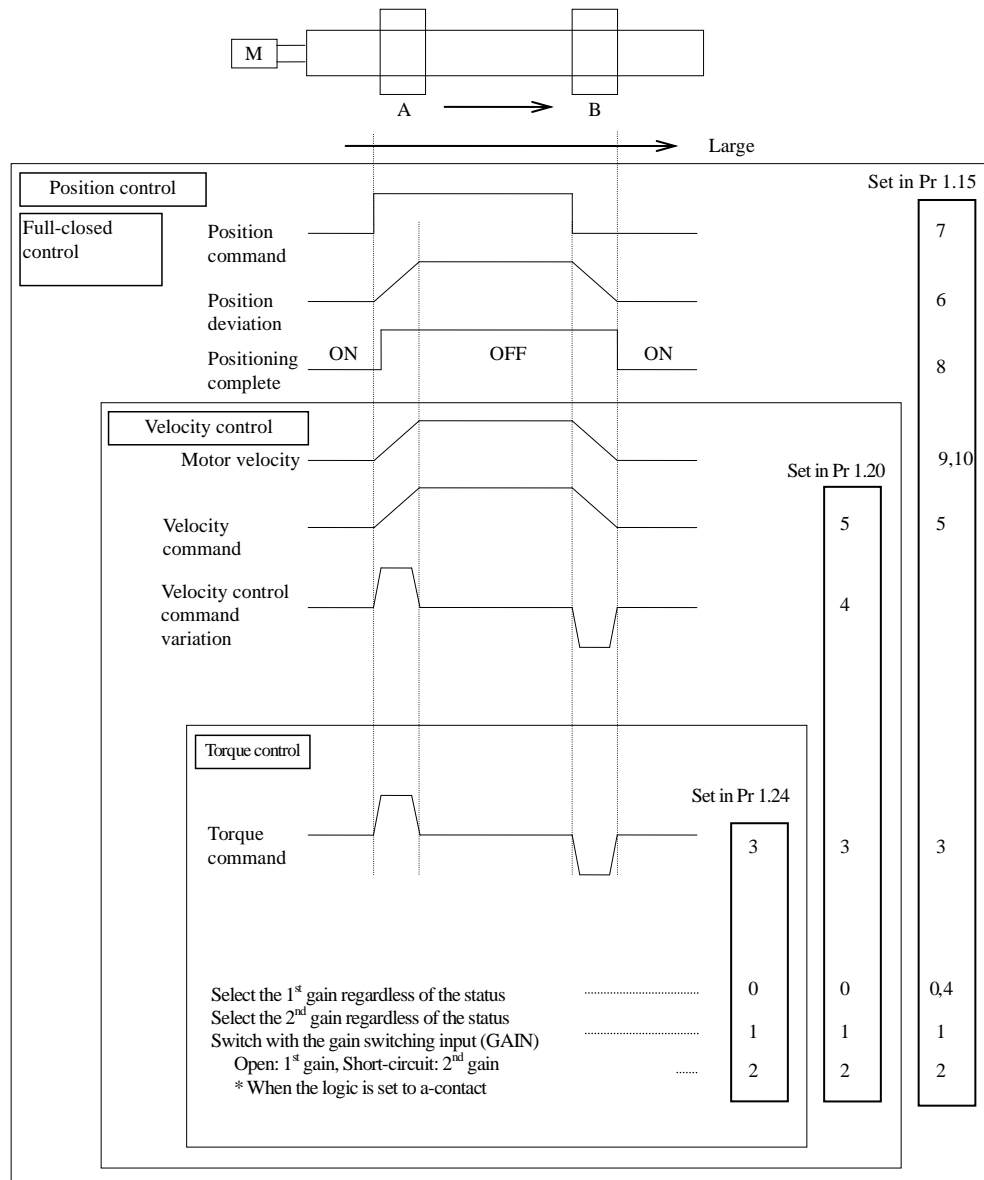 M
A B
Large
Position control Set in Pr 1.15
Full-closed
control
Position
command 7
Position
deviation 6
ON OFF ON
Positioning
complete 8
Velocity control
Motor velocity 9,10
Set in Pr 1.20
Velocity
command 5 5
Velocity control
command
variation 4
Torque control
Set in Pr 1.24
Torque
command 3 3 3
Select the 1st gain regardless of the status ........ 0 0 0,4
Select the 2nd gain regardless of the status
Switch with the gain switching input (GAIN) ........ 1 1 1
Open: 1st gain, Short-circuit: 2nd gain ....... 2 2 2
* When the logic is set to a-contact